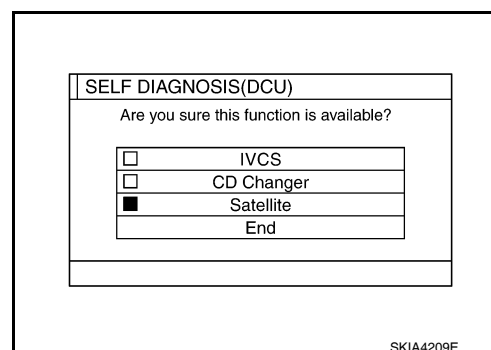 SELF DIAGNOSIS(DCU)
Are you sure this function is available?
IVCS
CD Changer
Satellite
End
SKIA4209E